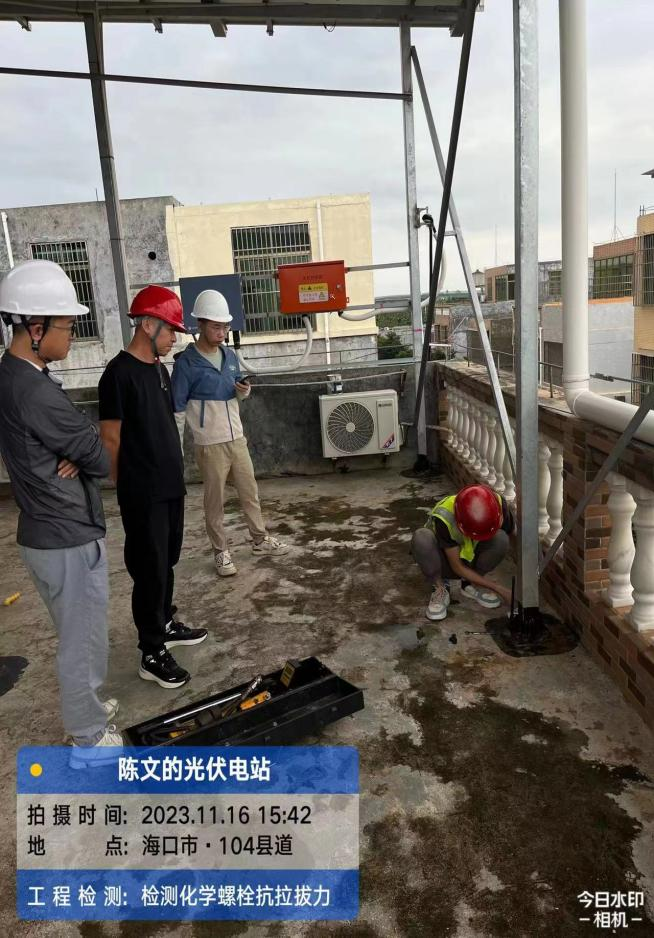 陈文的光伏电站
拍摄时间: 2023.11.16 15:42
地点: 海口市·104县道
工程检测: 检测化学螺栓抗拉拔力
今日水印
-相机-